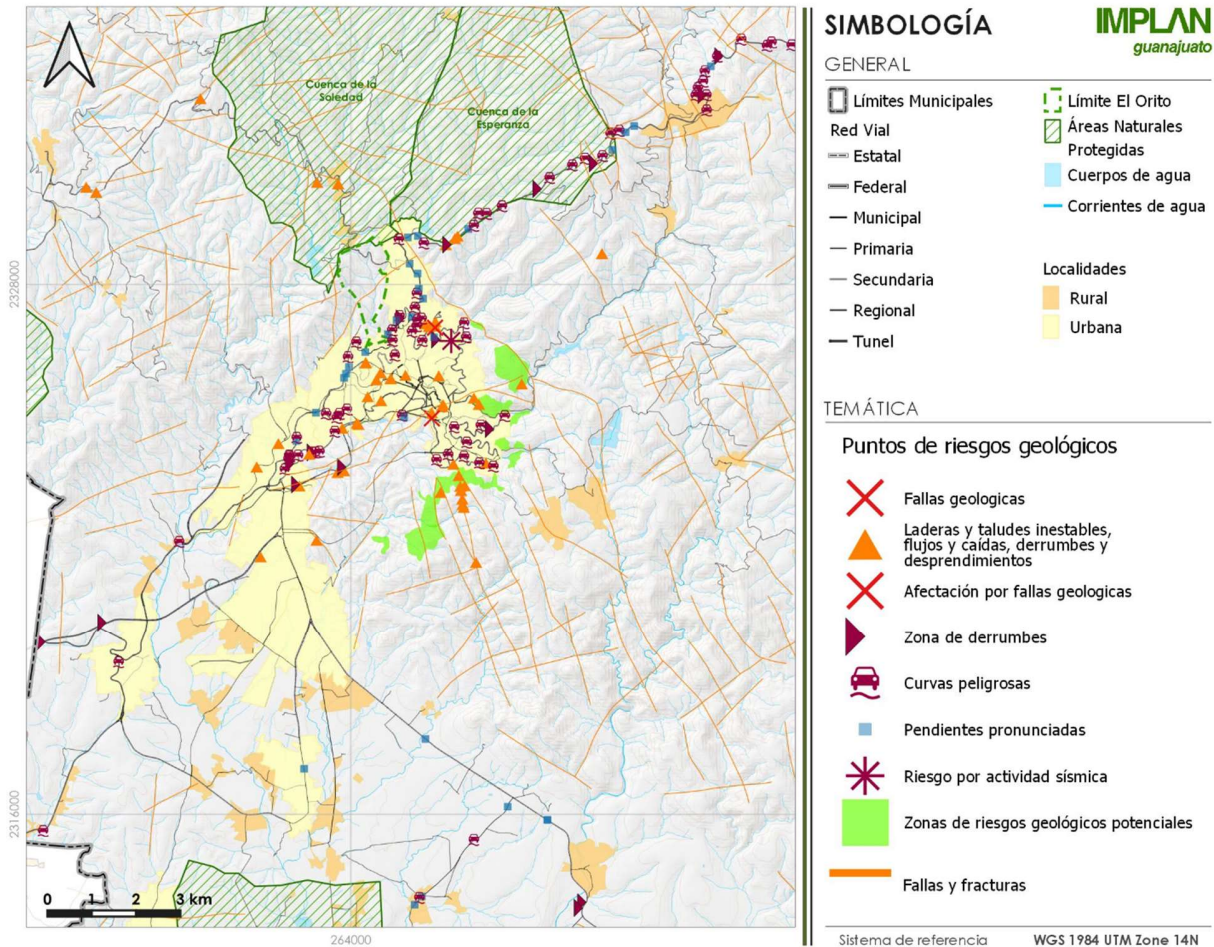 Cuenca de la
Soledad
Cuenca de la
Esperanza
2328000
2316000
0 1 2 3 km
264000
SIMBOLOGÍA
IMPLAN
guanajuato
GENERAL
Límites Municipales
Red Vial
Estatal
Federal
Municipal
Primaria
Secundaria
Regional
Tunel
Límite El Orito
Áreas Naturales
Protegidas
Cuerpos de agua
Corrientes de agua
Localidades
Rural
Urbana
TEMÁTICA
Puntos de riesgos geológicos
Fallas geologicas
Laderas y taludes inestables,
flujos y caídas, derrumbes y
desprendimientos
Afectación por fallas geologicas
Zona de derrumbes
Curvas peligrosas
Pendientes pronunciadas
Riesgo por actividad sísmica
Zonas de riesgos geológicos potenciales
Fallas y fracturas
Sistema de referencia WGS 1984 UTM Zone 14N